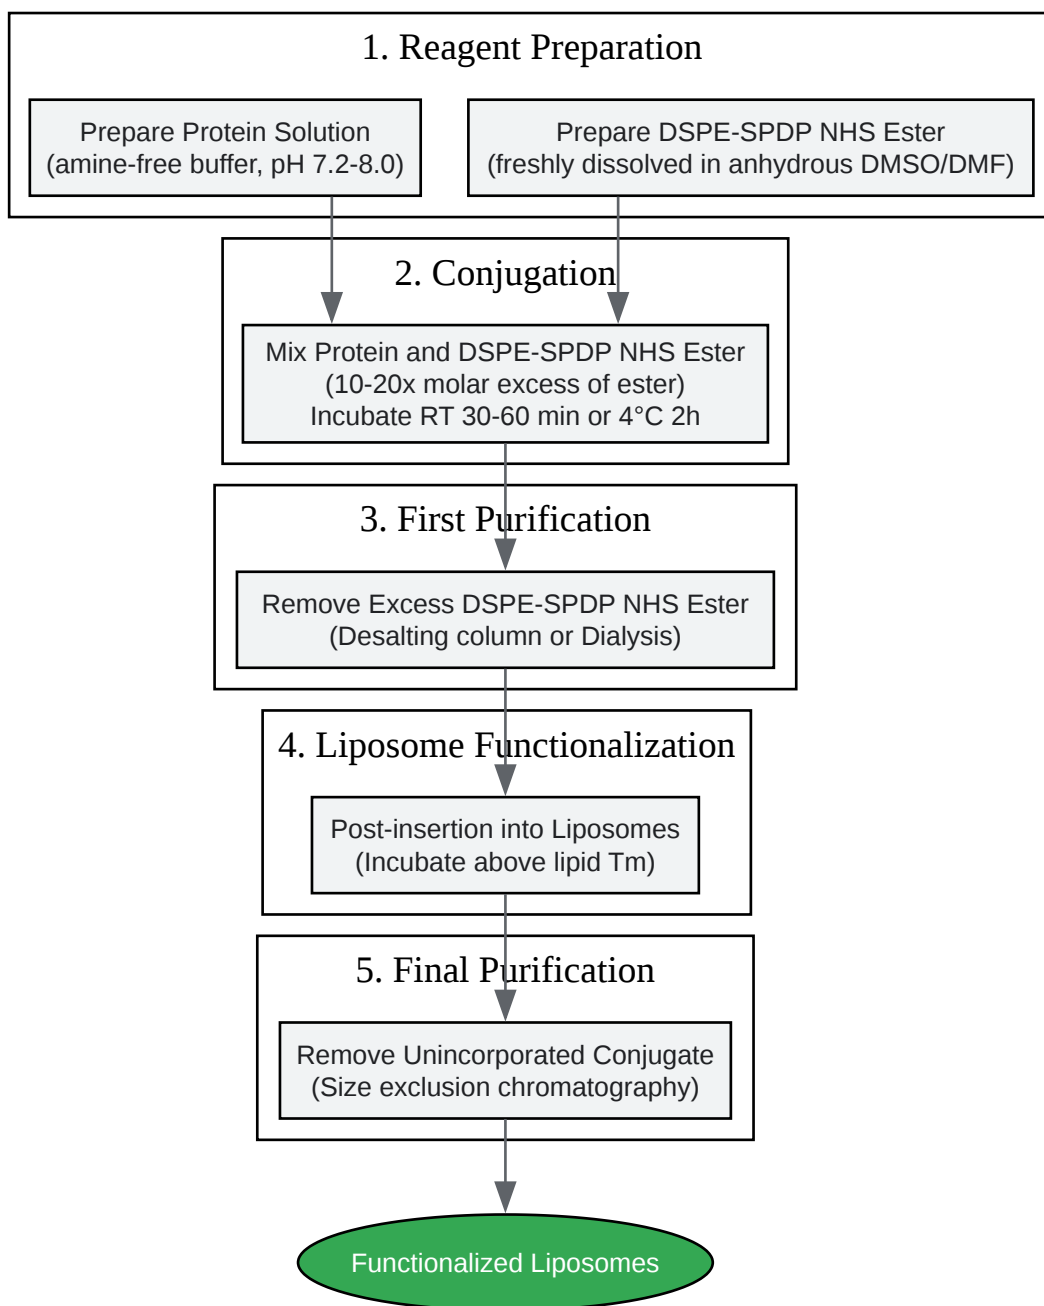 1. Reagent Preparation
Prepare Protein Solution
(amine-free buffer, pH 7.2-8.0)
Prepare DSPE-SPDP NHS Ester
(freshly dissolved in anhydrous DMSO/DMF)
2. Conjugation
Mix Protein and DSPE-SPDP NHS Ester
(10-20x molar excess of ester)
Incubate RT 30-60 min or 4°C 2h
3. First Purification
Remove Excess DSPE-SPDP NHS Ester
(Desalting column or Dialysis)
4. Liposome Functionalization
Post-insertion into Liposomes
(Incubate above lipid Tm)
5. Final Purification
Remove Unincorporated Conjugate
(Size exclusion chromatography)
Functionalized Liposomes